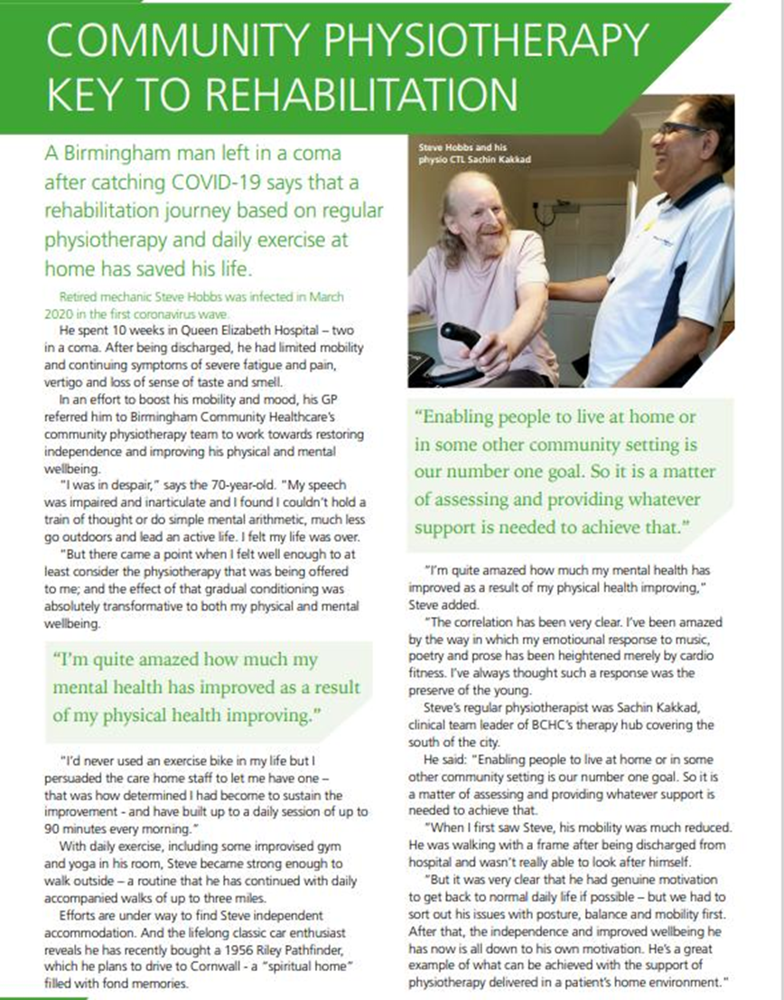 COMMUNITY PHYSIOTHERAPY
KEY TO REHABILITATION
A Birmingham man left in a coma
after catching COVID-19 says that a
rehabilitation journey based on regular
physiotherapy and daily exercise at
home has saved his life.
Retired mechanic Steve Hobbs was infected in March
2020 in the first coronavirus wave.
He spent 10 weeks in Queen Elizabeth Hospital – two
in a coma. After being discharged, he had limited mobility
and continuing symptoms of severe fatigue and pain,
vertigo and loss of sense of taste and smell.
In an effort to boost his mobility and mood, his GP
referred him to Birmingham Community Healthcare’s
community physiotherapy team to work towards restoring
independence and improving his physical and mental
wellbeing.
“I was in despair,” says the 70-year-old. “My speech
was impaired and inarticulate and I found I couldn’t hold a
train of thought or do simple mental arithmetic, much less
go outdoors and lead an active life. I felt my life was over.
“But there came a point when I felt well enough to at
least consider the physiotherapy that was being offered
to me; and the effect of that gradual conditioning was
absolutely transformative to both my physical and mental
wellbeing.
“I’m quite amazed how much my
mental health has improved as a result
of my physical health improving.”
“I’d never used an exercise bike in my life but I
persuaded the care home staff to let me have one –
that was how determined I had become to sustain the
improvement - and have built up to a daily session of up to
90 minutes every morning.”
With daily exercise, including some improvised gym
and yoga in his room, Steve became strong enough to
walk outside – a routine that he has continued with daily
accompanied walks of up to three miles.
Efforts are under way to find Steve independent
accommodation. And the lifelong classic car enthusiast
reveals he has recently bought a 1956 Riley Pathfinder,
which he plans to drive to Cornwall - a “spiritual home”
filled with fond memories.
Steve Hobbs and his
physio CTL Sachin Kakkad
“Enabling people to live at home or
in some other community setting is
our number one goal. So it is a matter
of assessing and providing whatever
support is needed to achieve that.”
“I’m quite amazed how much my mental health has
improved as a result of my physical health improving,”
Steve added.
“The correlation has been very clear. I’ve been amazed
by the way in which my emotiounal response to music,
poetry and prose has been heightened merely by cardio
fitness. I’ve always thought such a response was the
preserve of the young.
Steve’s regular physiotherapist was Sachin Kakkad,
clinical team leader of BCHC’s therapy hub covering the
south of the city.
He said: “Enabling people to live at home or in some
other community setting is our number one goal. So it is
a matter of assessing and providing whatever support is
needed to achieve that.
“When I first saw Steve, his mobility was much reduced.
He was walking with a frame after being discharged from
hospital and wasn’t really able to look after himself.
“But it was very clear that he had genuine motivation
to get back to normal daily life if possible – but we had to
sort out his issues with posture, balance and mobility first.
After that, the independence and improved wellbeing he
has now is all down to his own motivation. He’s a great
example of what can be achieved with the support of
physiotherapy delivered in a patient’s home environment.”